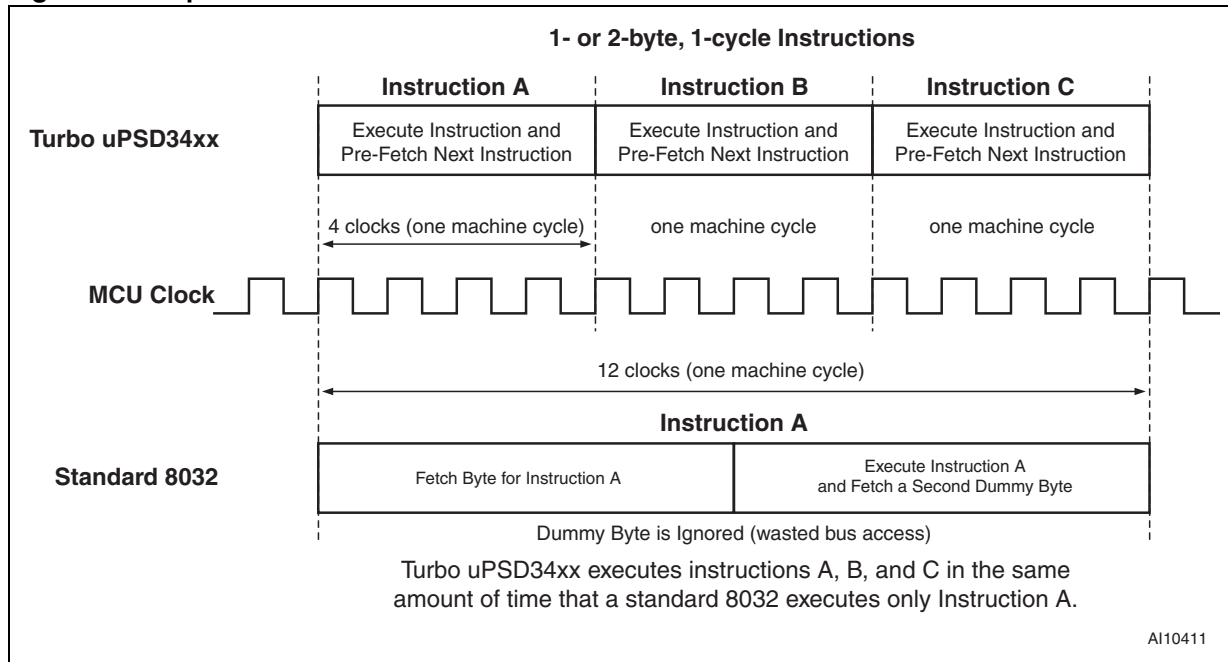 1- or 2-byte, 1-cycle Instructions
Instruction A
Instruction B
Instruction C
Turbo uPSD34xx
Execute Instruction and
Pre-Fetch Next Instruction
Execute Instruction and
Pre-Fetch Next Instruction
Execute Instruction and
Pre-Fetch Next Instruction
4 clocks (one machine cycle)
one machine cycle
one machine cycle
MCU Clock
12 clocks (one machine cycle)
Instruction A
Standard 8032
Fetch Byte for Instruction A
Execute Instruction A
and Fetch a Second Dummy Byte
Dummy Byte is Ignored (wasted bus access)
Turbo uPSD34xx executes instructions A, B, and C in the same
amount of time that a standard 8032 executes only Instruction A.
AI10411